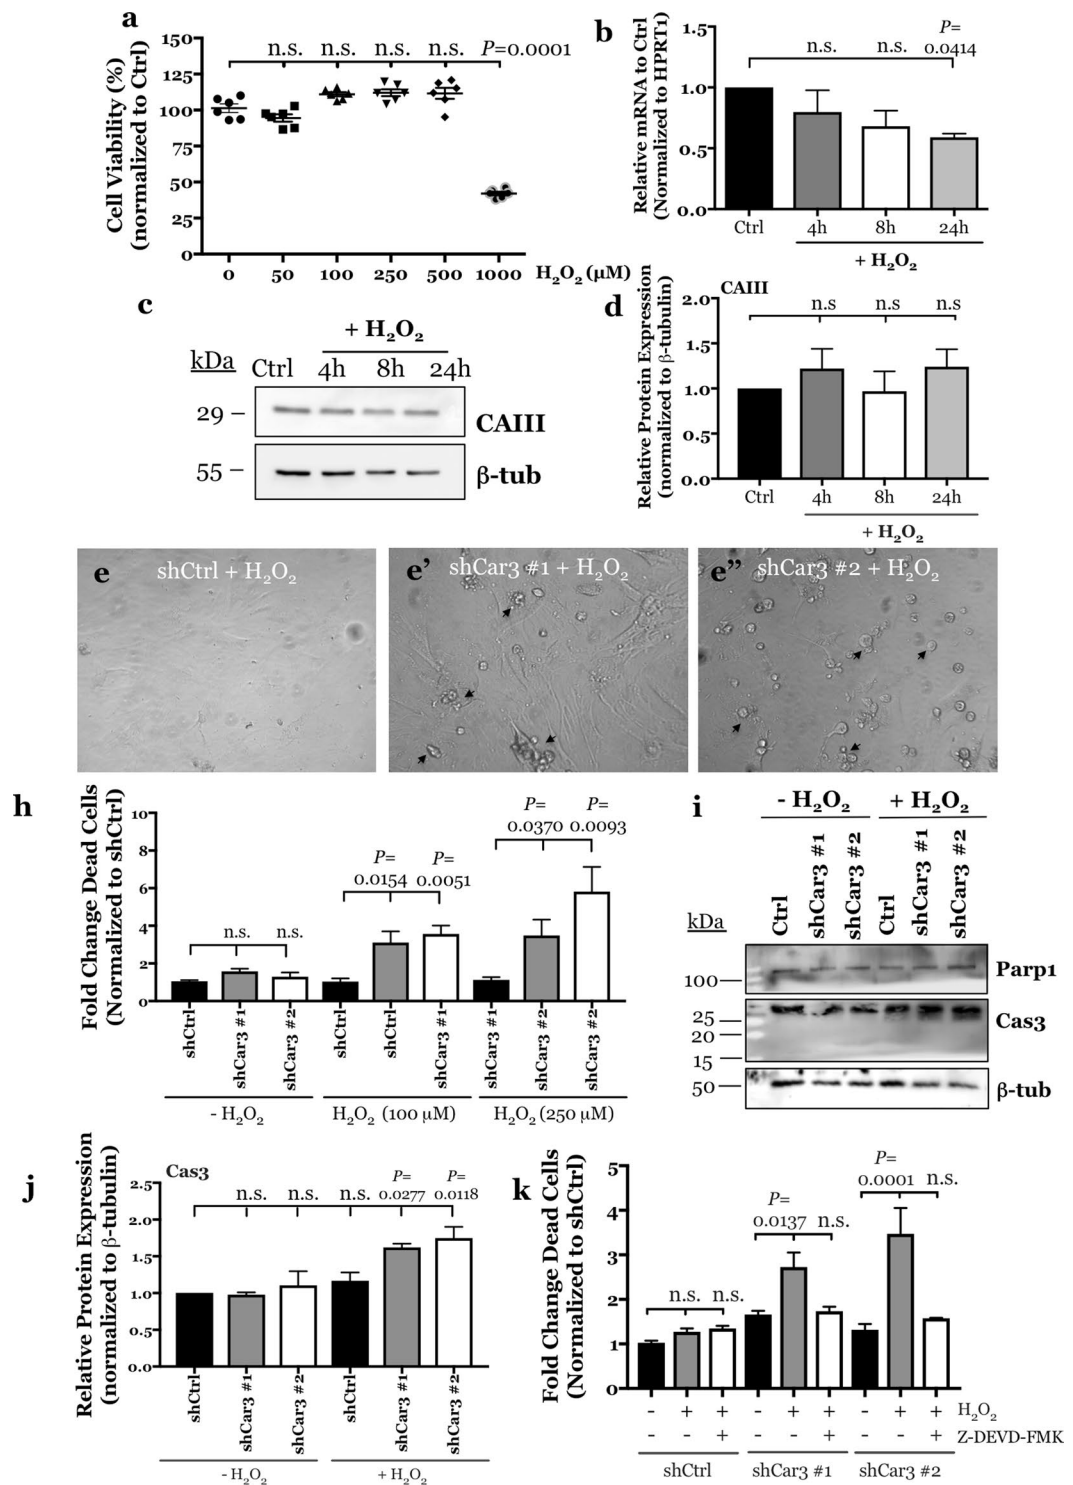 a
Cell Viability (%)
(normalized to Ctrl)
150
125
100
75
50
25
0
n.s. n.s. n.s. n.s. P=0.0001
0 50 100 250 500 1000 H₂O₂ (µM)
b
Relative mRNA to Ctrl
(Normalized to HPRT1)
1.5
1.0
0.5
0.0
n.s. n.s. P=
0.0414
Ctrl 4h 8h 24h
+ H₂O₂
c
+ H₂O₂
kDa Ctrl 4h 8h 24h
29
CAIII
55
β-tub
d
CAIII
Relative Protein Expression
(normalized to β-tubulin)
2.0
1.5
1.0
0.5
0.0
n.s n.s n.s
Ctrl 4h 8h 24h
+ H₂O₂
e shCtrl + H₂O₂
e' shCar3 #1 + H₂O₂
e'' shCar3 #2 + H₂O₂
h
Fold Change Dead Cells
(Normalized to shCtrl)
10
8
6
4
2
0
n.s. n.s.
P= P=
0.0154 0.0051
P= P=
0.0370 0.0093
shCtrl shCar3 #1 shCar3 #2 shCtrl shCtrl shCar3 #1 shCar3 #1 shCar3 #2 shCar3 #2
- H₂O₂ H₂O₂ (100 µM) H₂O₂ (250 µM)
i
- H₂O₂ + H₂O₂
kDa Ctrl shCar3 #1 shCar3 #2 Ctrl shCar3 #1 shCar3 #2
100
Parp1
25
20
15
Cas3
50
β-tub
j
Cas3
Relative Protein Expression
(normalized to β-tubulin)
2.5
2.0
1.5
1.0
0.5
0.0
n.s. n.s. n.s. P= P=
0.0277 0.0118
shCtrl shCar3 #1 shCar3 #2 shCtrl shCar3 #1 shCar3 #2
- H₂O₂ + H₂O₂
k
Fold Change Dead Cells
(Normalized to shCtrl)
5
4
3
2
1
0
n.s. n.s.
P=
0.0137 n.s.
P=
0.0001 n.s.
- + + - + + - + + H₂O₂
- - + - - + - - + Z-DEVD-FMK
shCtrl shCar3 #1 shCar3 #2